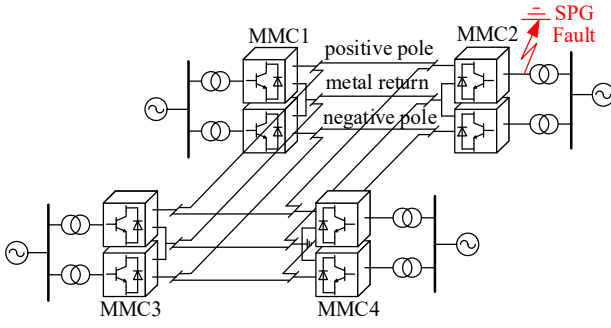 SPG
Fault
MMC1
MMC2
positive pole
metal return
negative pole
MMC3
MMC4